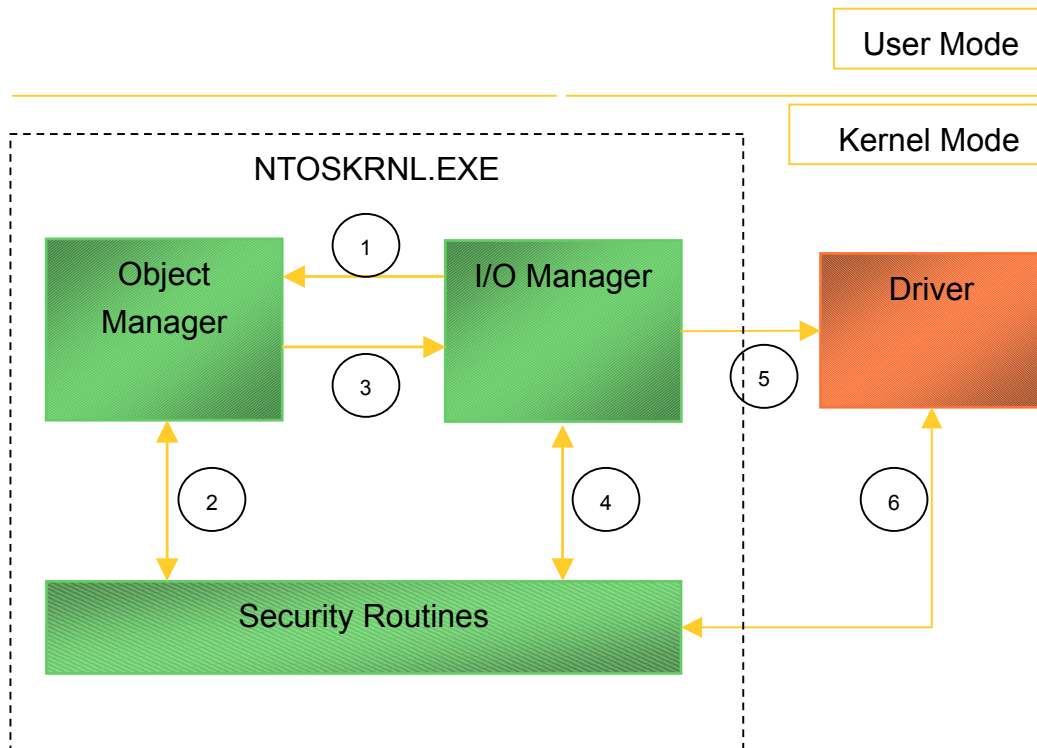 User Mode
Kernel Mode
NTOSKRNL.EXE
1
Object
Manager
I/O Manager
Driver
3
5
2
4
6
Security Routines